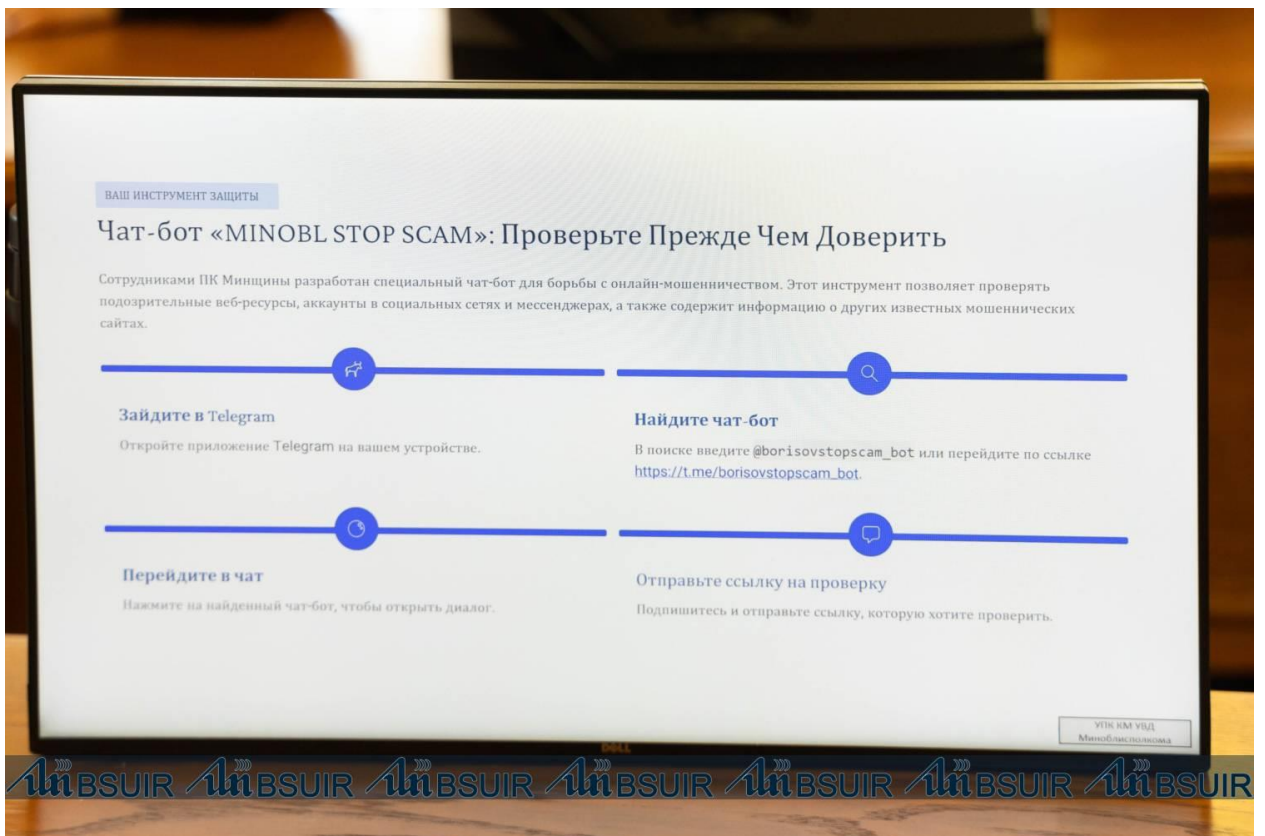 ВАШ ИНСТРУМЕНТ ЗАЩИТЫ
Чат-бот «MINOBL STOP SCAM»: Проверьте Прежде Чем Доверить
Сотрудниками ПК Минщины разработан специальный чат-бот для борьбы с онлайн-мошенничеством. Этот инструмент позволяет проверять
подозрительные веб-ресурсы, аккаунты в социальных сетях и мессенджерах, а также содержит информацию о других известных мошеннических
сайтах.
Зайдите в Telegram
Откройте приложение Telegram на вашем устройстве.
Найдите чат-бот
В поиске введите @borisovstopscam_bot или перейдите по ссылке
https://t.me/borisovstopscam_bot.
Перейдите в чат
Нажмите на найденный чат-бот, чтобы открыть диалог.
Отправьте ссылку на проверку
Подпишитесь и отправьте ссылку, которую хотите проверить.
УПК КМ УВД
Миноблисполкома
DELL
BSUIR BSUIR BSUIR BSUIR BSUIR BSUIR BSUIR